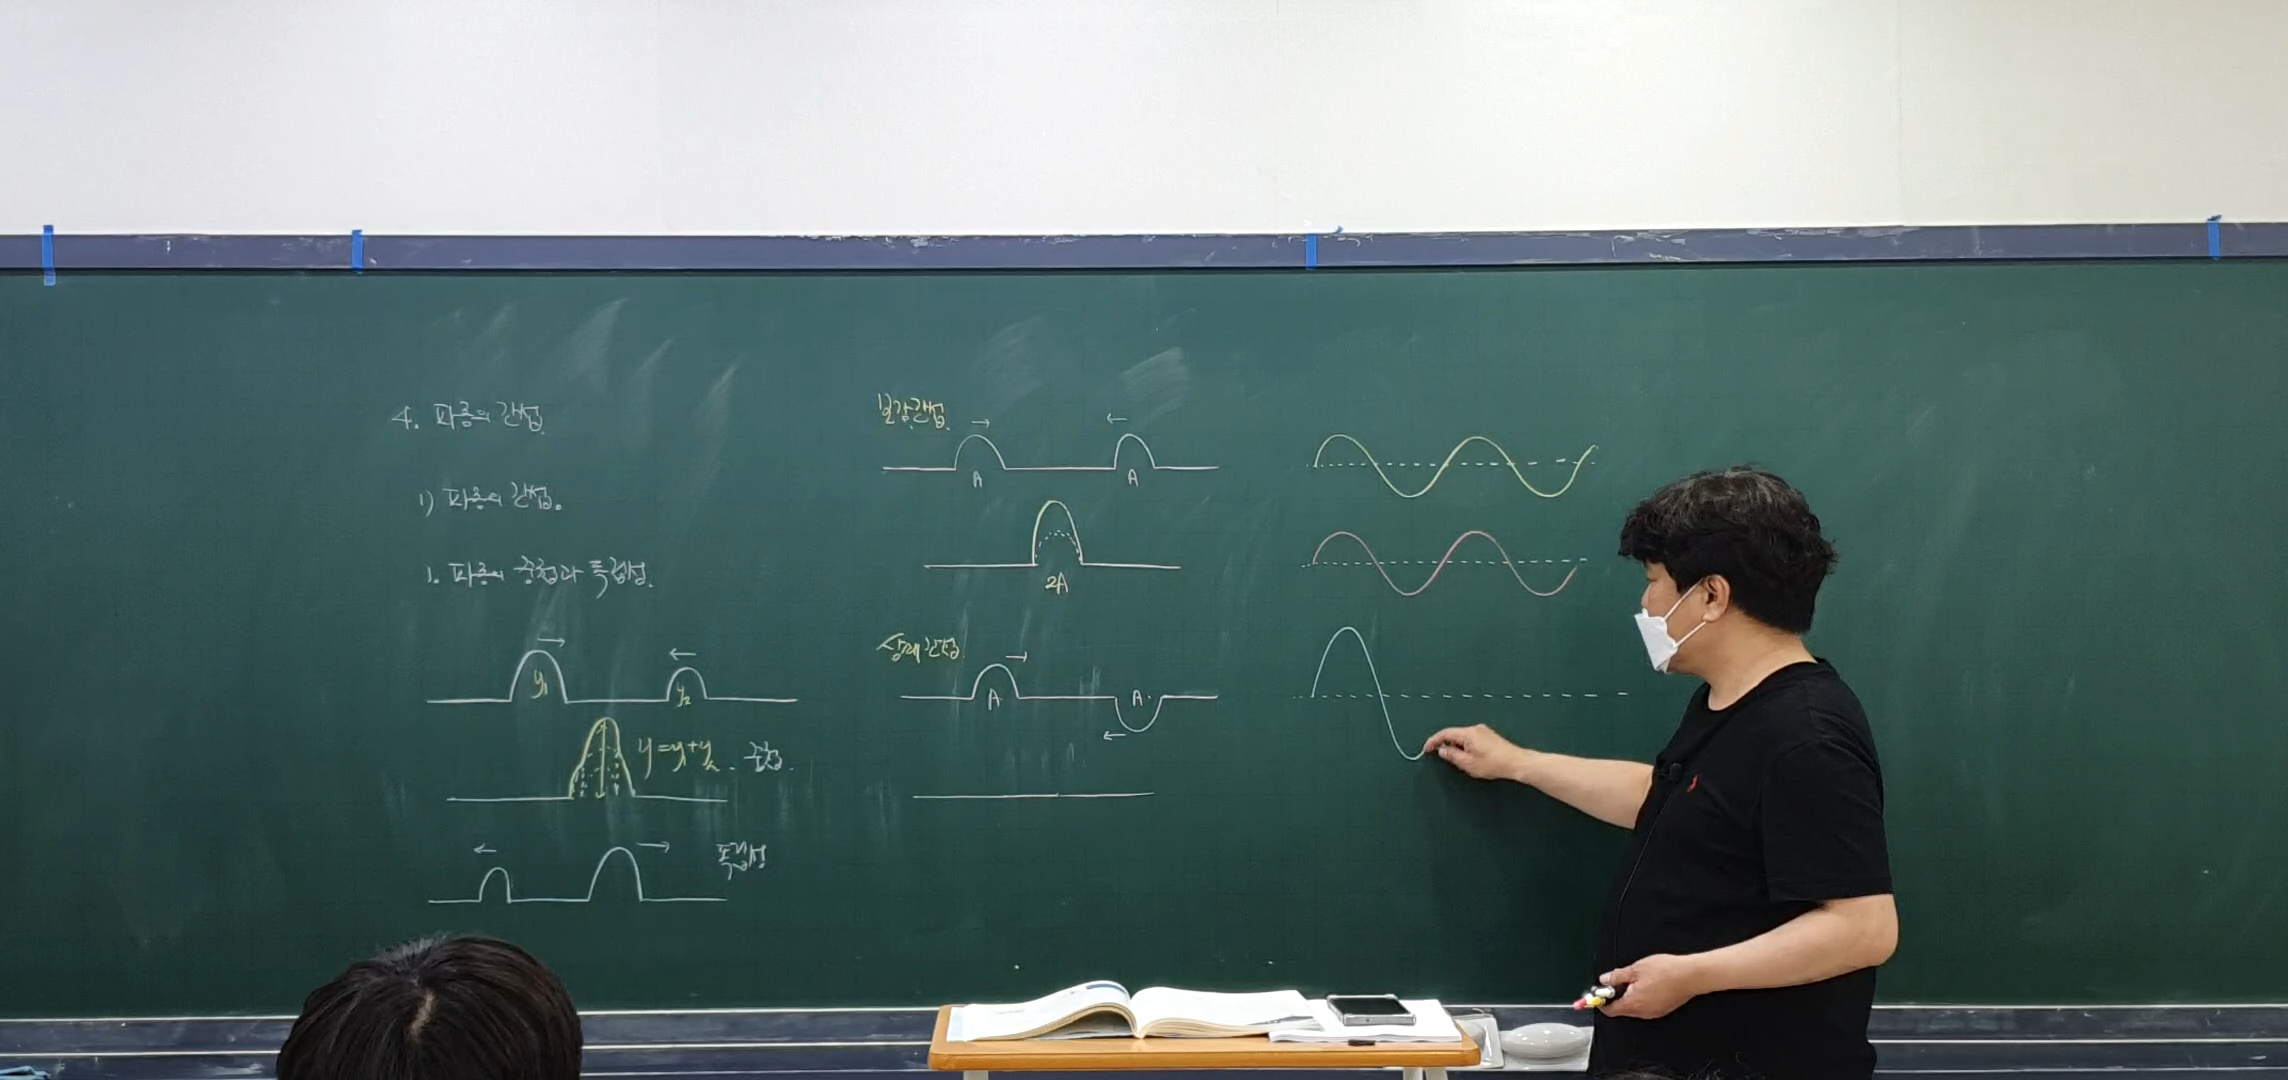 4. 파동의 간섭.
1) 파동의 간섭.
1. 파동의 중첩과 독립성.
y₁
y₂
y=y₁+y₂. 중첩.
독립성
보강간섭.
A
A
2A
상쇄간섭.
A
A